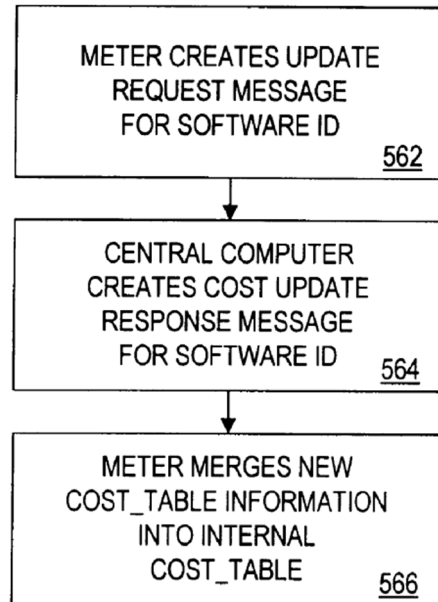 METER CREATES UPDATE
REQUEST MESSAGE
FOR SOFTWARE ID
562
CENTRAL COMPUTER
CREATES COST UPDATE
RESPONSE MESSAGE
FOR SOFTWARE ID
564
METER MERGES NEW
COST_TABLE INFORMATION
INTO INTERNAL
COST_TABLE
566